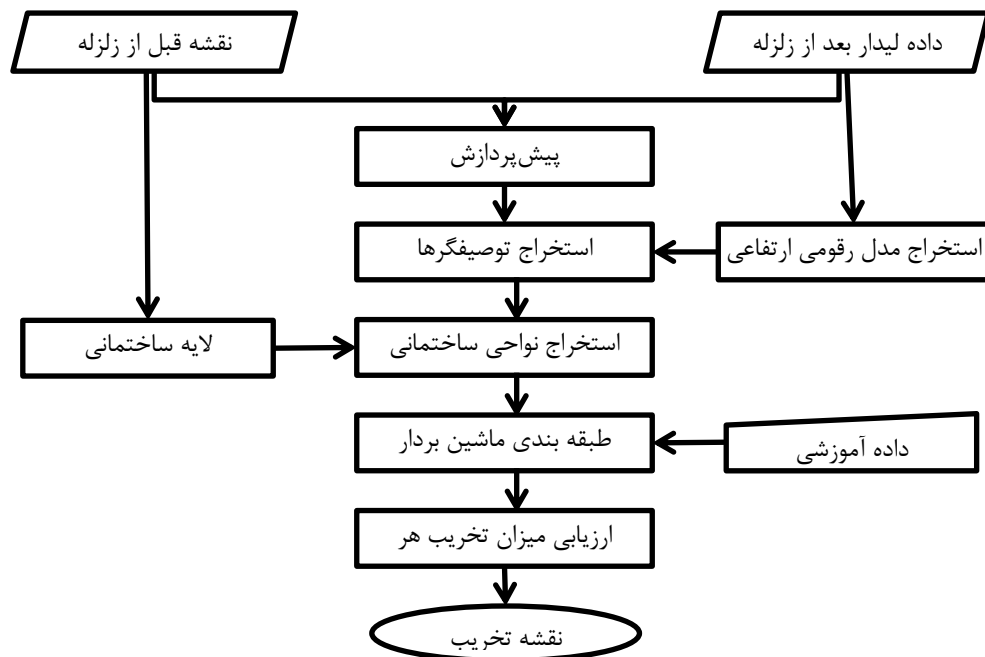 نقشه قبل از زلزله
داده لیدار بعد از زلزله
پیش‌پردازش
استخراج توصیفگرها
استخراج مدل رقومی ارتفاعی
استخراج نواحی ساختمانی
لایه ساختمانی
طبقه بندی ماشین بردار
داده آموزشی
ارزیابی میزان تخریب هر
نقشه تخریب